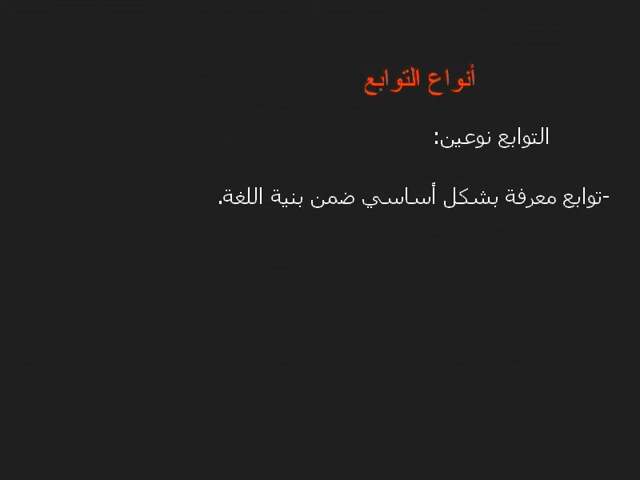 أنواع التوابع
التوابع نوعين:
-توابع معرفة بشكل أساسي ضمن بنية اللغة.